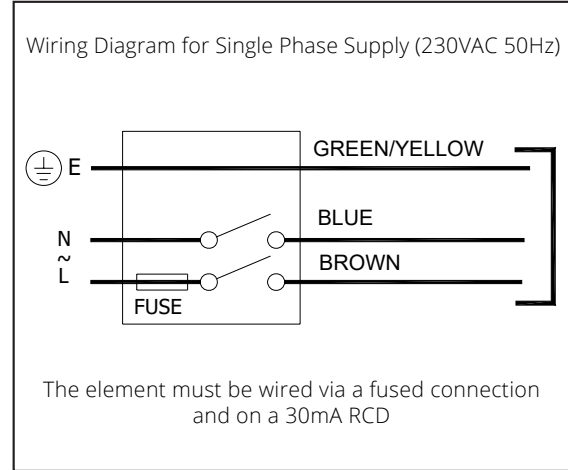 Wiring Diagram for Single Phase Supply (230VAC 50Hz)
E
GREEN/YELLOW
N
BLUE
~
L
BROWN
FUSE
The element must be wired via a fused connection
and on a 30mA RCD